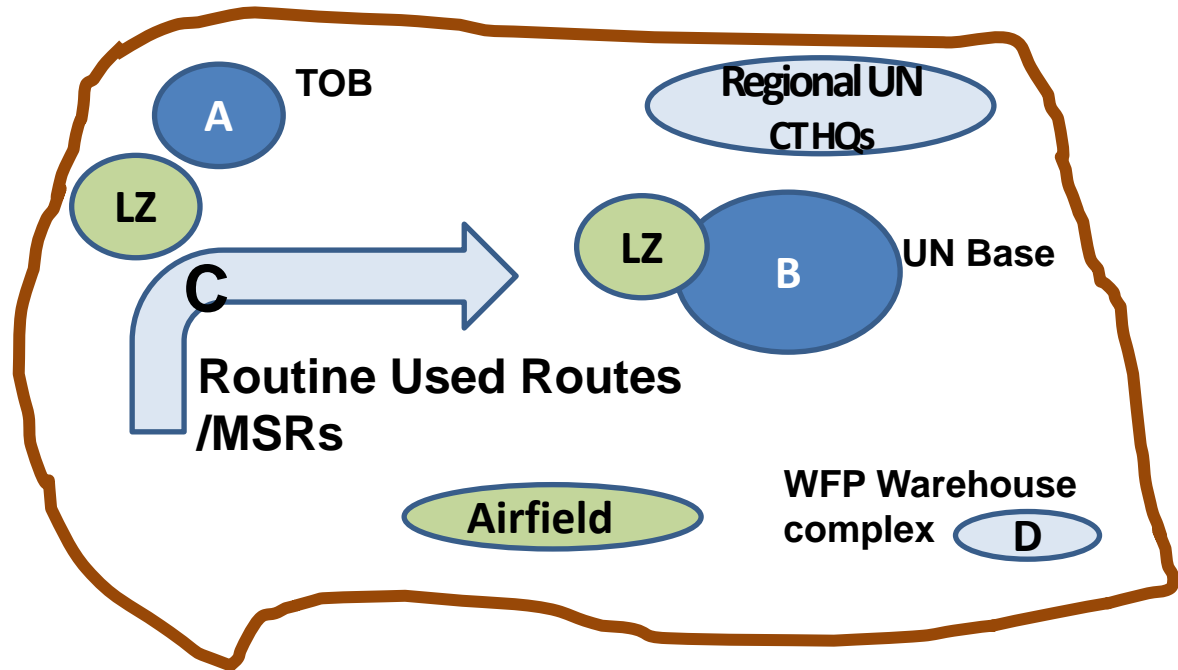 TOB
A
Regional UN
CT HQs
LZ
LZ
B
UN Base
C
Routine Used Routes
/MSRs
WFP Warehouse
complex
D
Airfield